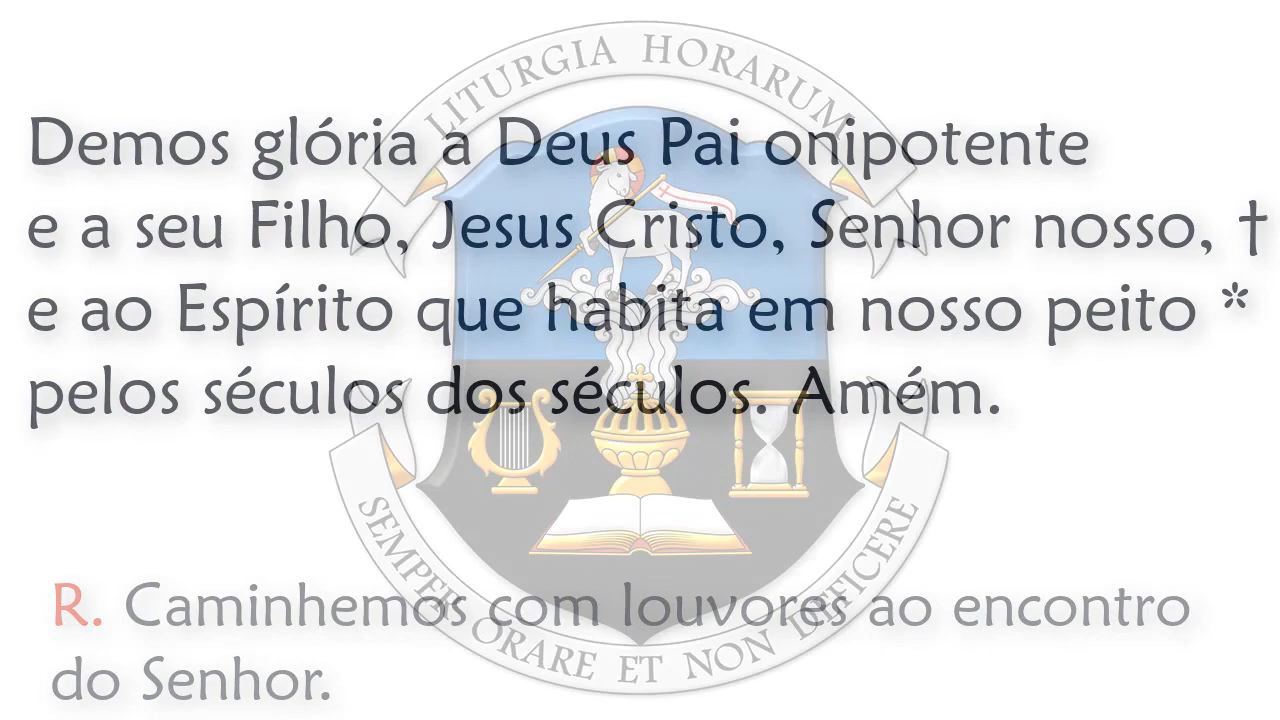 LITURGIA HORARUM
Demos glória a Deus Pai onipotente
e a seu Filho, Jesus Cristo, Senhor nosso, †
e ao Espírito que habita em nosso peito *
pelos séculos dos séculos. Amém.
SEMPER ORARE ET NON DEFICERE
R. Caminhemos com louvores ao encontro
do Senhor.